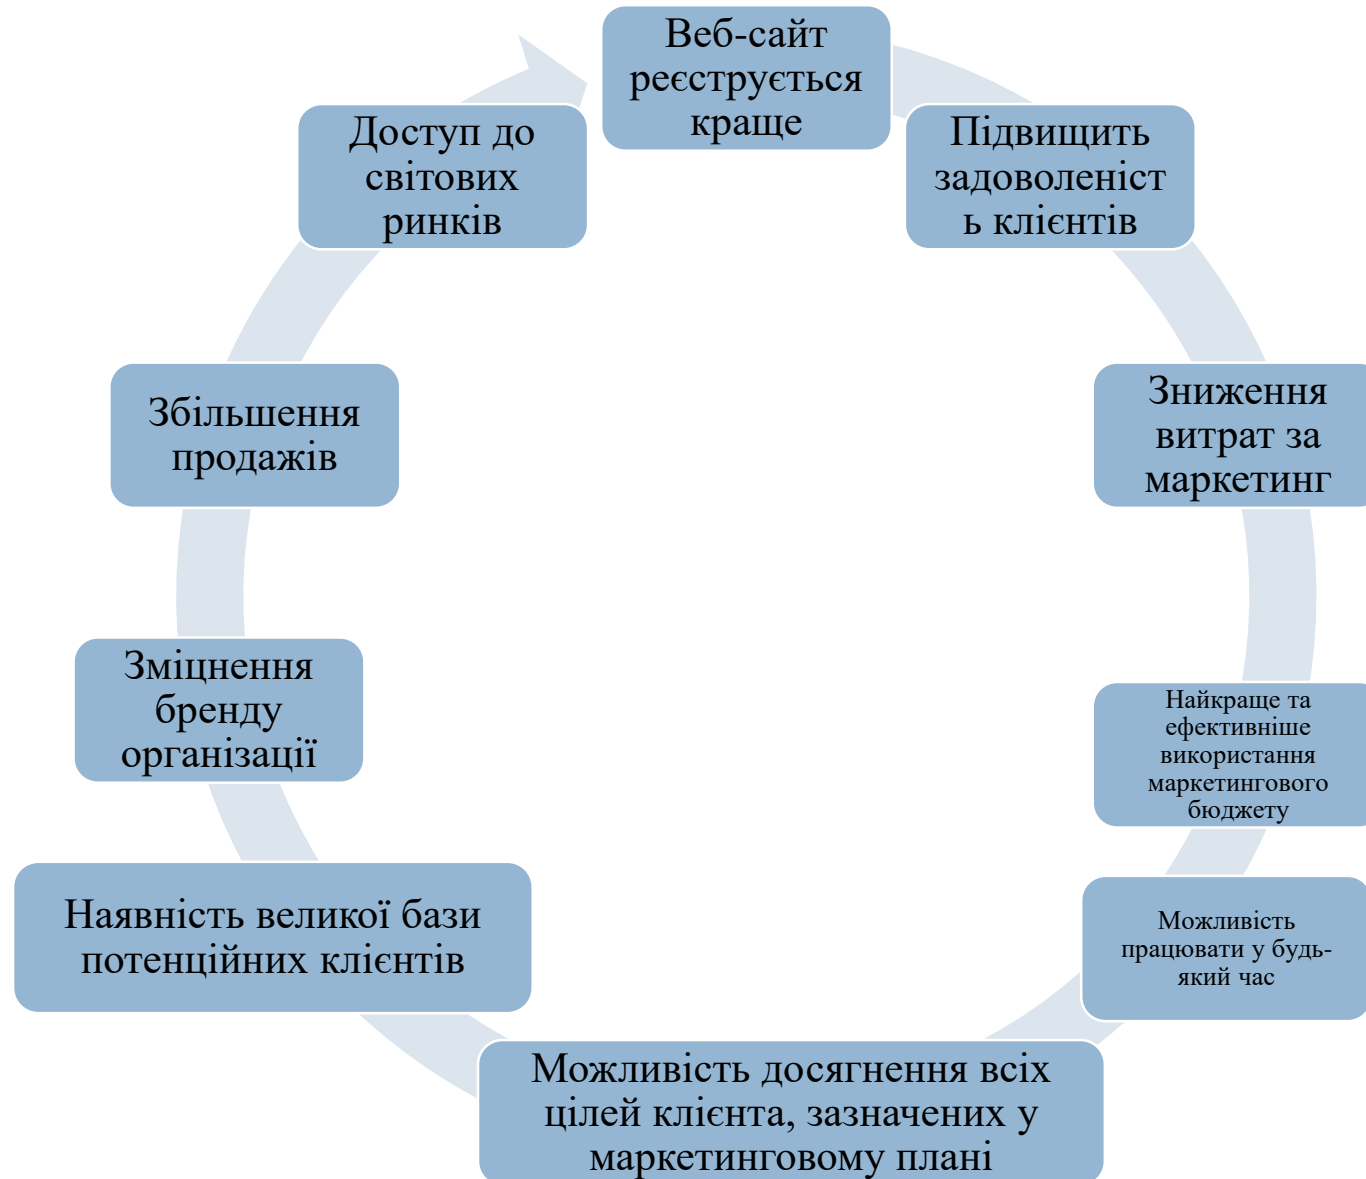 Веб-сайт
реєструється
краще
Підвищить
задоволеніст
ь клієнтів
Зниження
витрат за
маркетинг
Найкраще та
ефективніше
використання
маркетингового
бюджету
Можливість
працювати у будь-
який час
Можливість досягнення всіх
цілей клієнта, зазначених у
маркетинговому плані
Наявність великої бази
потенційних клієнтів
Зміцнення
бренду
організації
Збільшення
продажів
Доступ до
світових
ринків